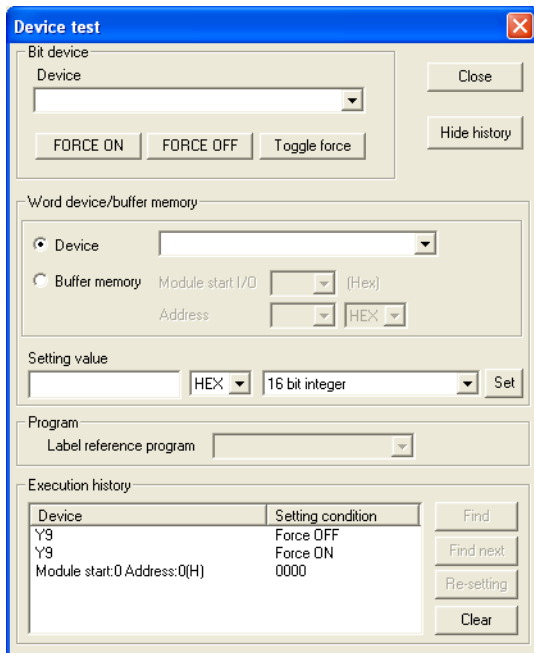 Device test
Bit device
Device
Close
FORCE ON FORCE OFF Toggle force
Hide history
Word device/buffer memory
Device
Buffer memory Module start I/O (Hex)
Address HEX
Setting value
HEX 16 bit integer Set
Program
Label reference program
Execution history
Device Setting condition Find
Y9 Force OFF
Y9 Force ON Find next
Module start:0 Address:0(H) 0000
Re-setting
Clear